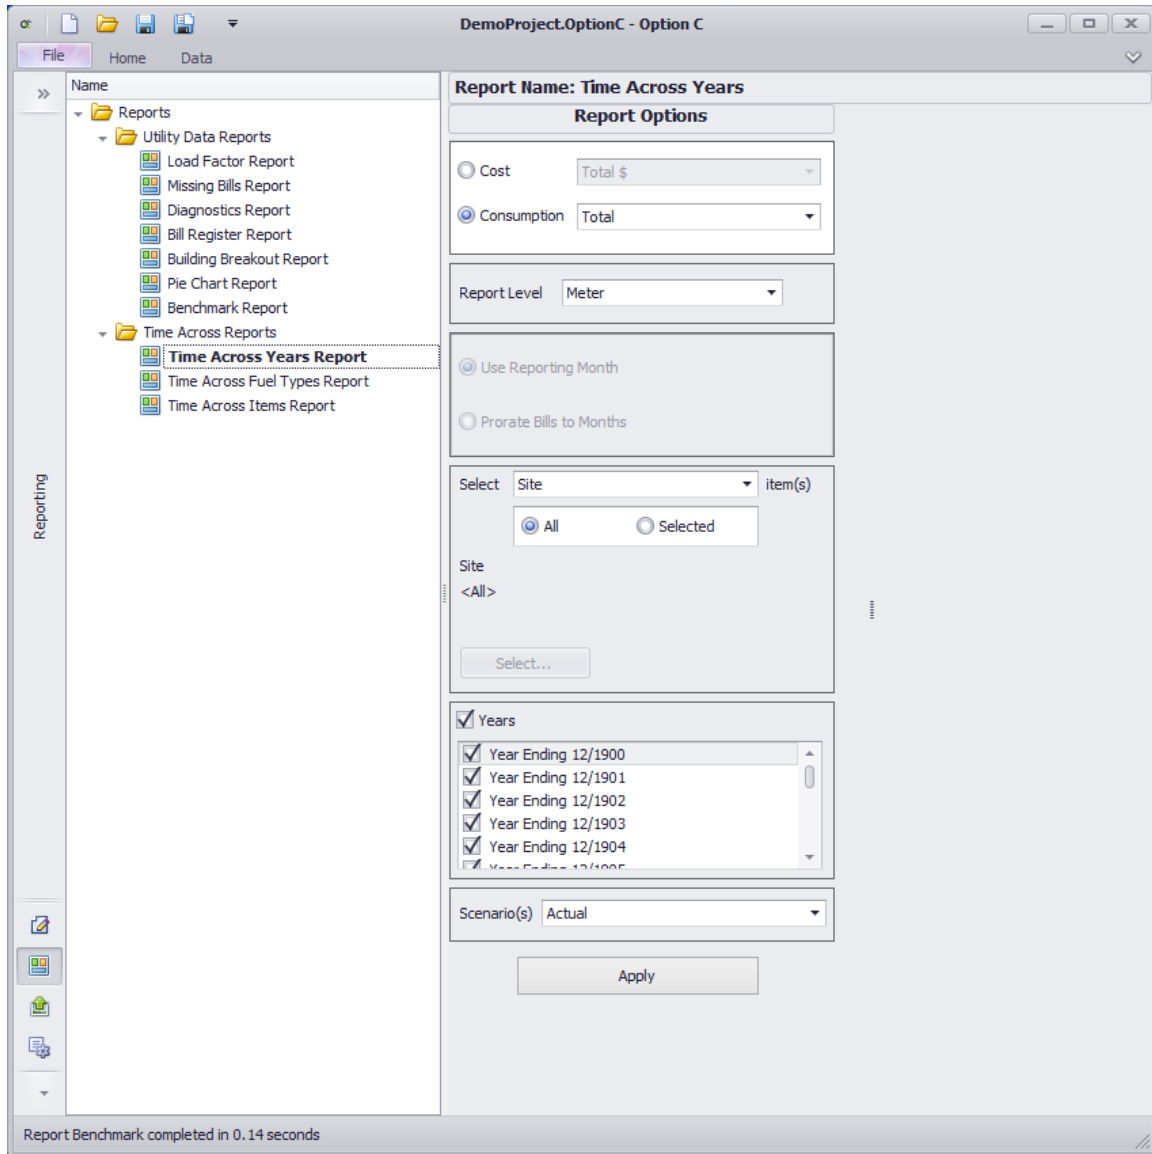 DemoProject.OptionC - Option C
File Home Data
Name
Reports
Utility Data Reports
Load Factor Report
Missing Bills Report
Diagnostics Report
Bill Register Report
Building Breakout Report
Pie Chart Report
Benchmark Report
Time Across Reports
Time Across Years Report
Time Across Fuel Types Report
Time Across Items Report
Reporting
Report Name: Time Across Years
Report Options
Cost Total $
Consumption Total
Report Level Meter
Use Reporting Month
Prorate Bills to Months
Select Site item(s)
All Selected
Site
<All>
Select...
Years
Year Ending 12/1900
Year Ending 12/1901
Year Ending 12/1902
Year Ending 12/1903
Year Ending 12/1904
Year Ending 12/1905
Scenario(s) Actual
Apply
Report Benchmark completed in 0.14 seconds